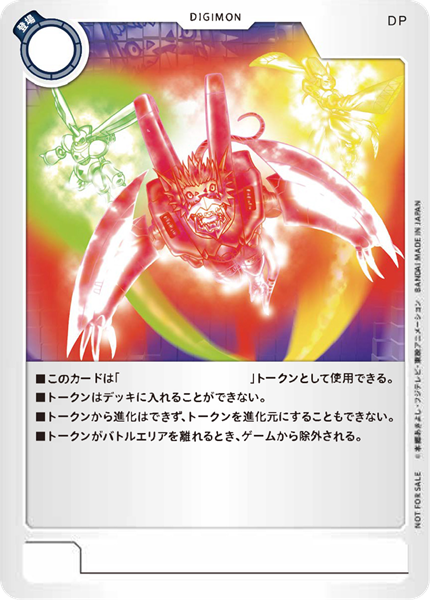 登場
DIGIMON
DP
■このカードは「　　　　　　　　　　」トークンとして使用できる。
■トークンはデッキに入れることができない。
■トークンから進化はできず、トークンを進化元にすることもできない。
■トークンがバトルエリアを離れるとき、ゲームから除外される。
NOT FOR SALE ©本郷あきよし・フジテレビ・東映アニメーション BANDAI MADE IN JAPAN